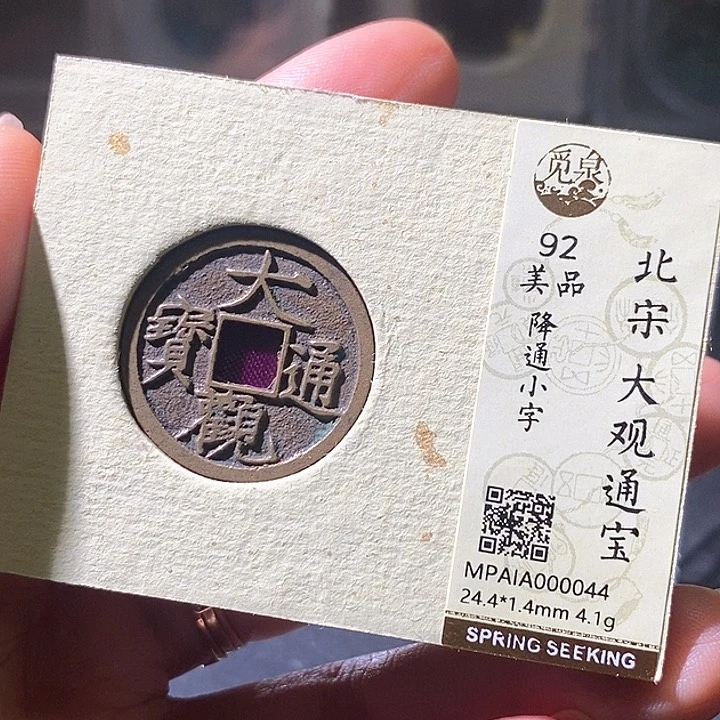 大
觀
通
寶
觅泉
92
美品
降通小字
北宋大观通宝
MPAIA000044
24.4*1.4mm 4.1g
SPRING SEEKING